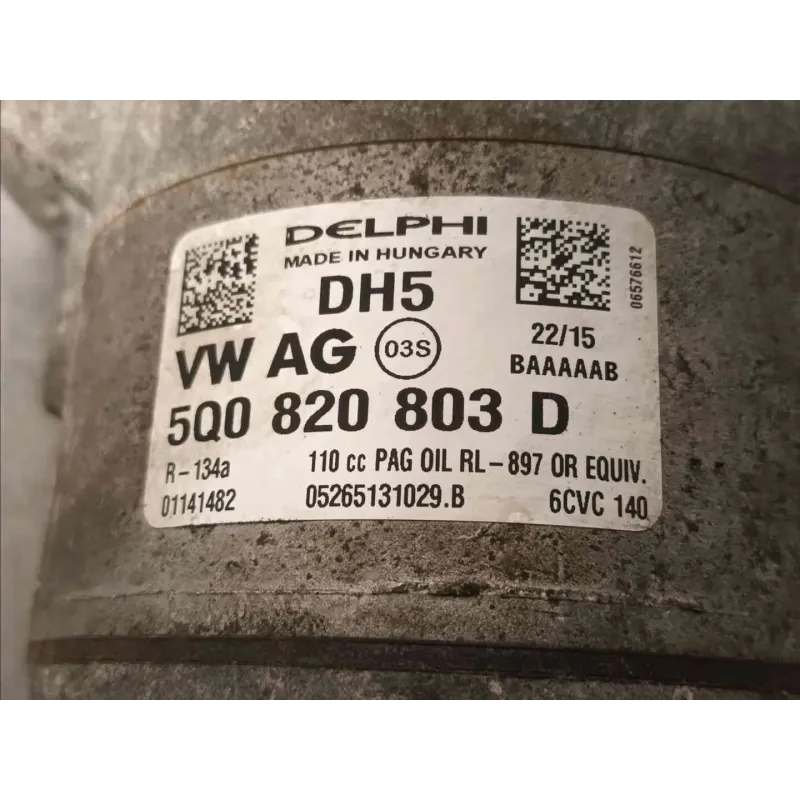 DELPHI
MADE IN HUNGARY
DH5
VW AG 03S
22/15
BAAAAAB
06576612
5Q0 820 803 D
R-134a 110 cc PAG OIL RL-897 OR EQUIV.
01141482 05265131029.B 6CVC 140